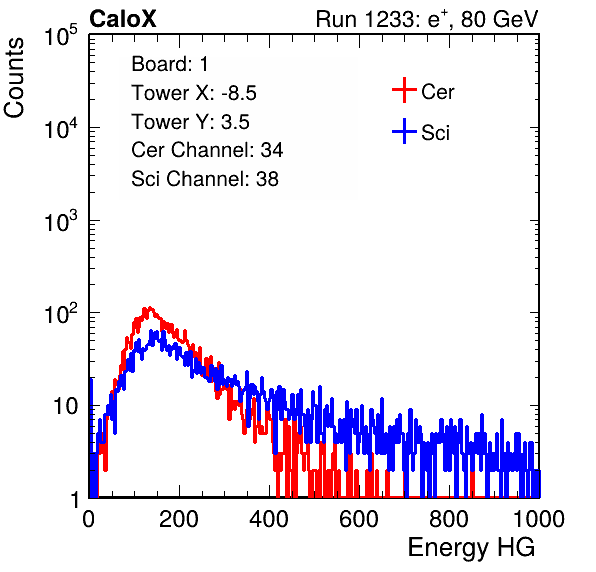 CaloX Run 1233: e⁺, 80 GeV
Counts
10⁵
10⁴
10³
10²
10
1
Board: 1
Tower X: -8.5
Tower Y: 3.5
Cer Channel: 34
Sci Channel: 38
Cer
Sci
0 200 400 600 800 1000
Energy HG